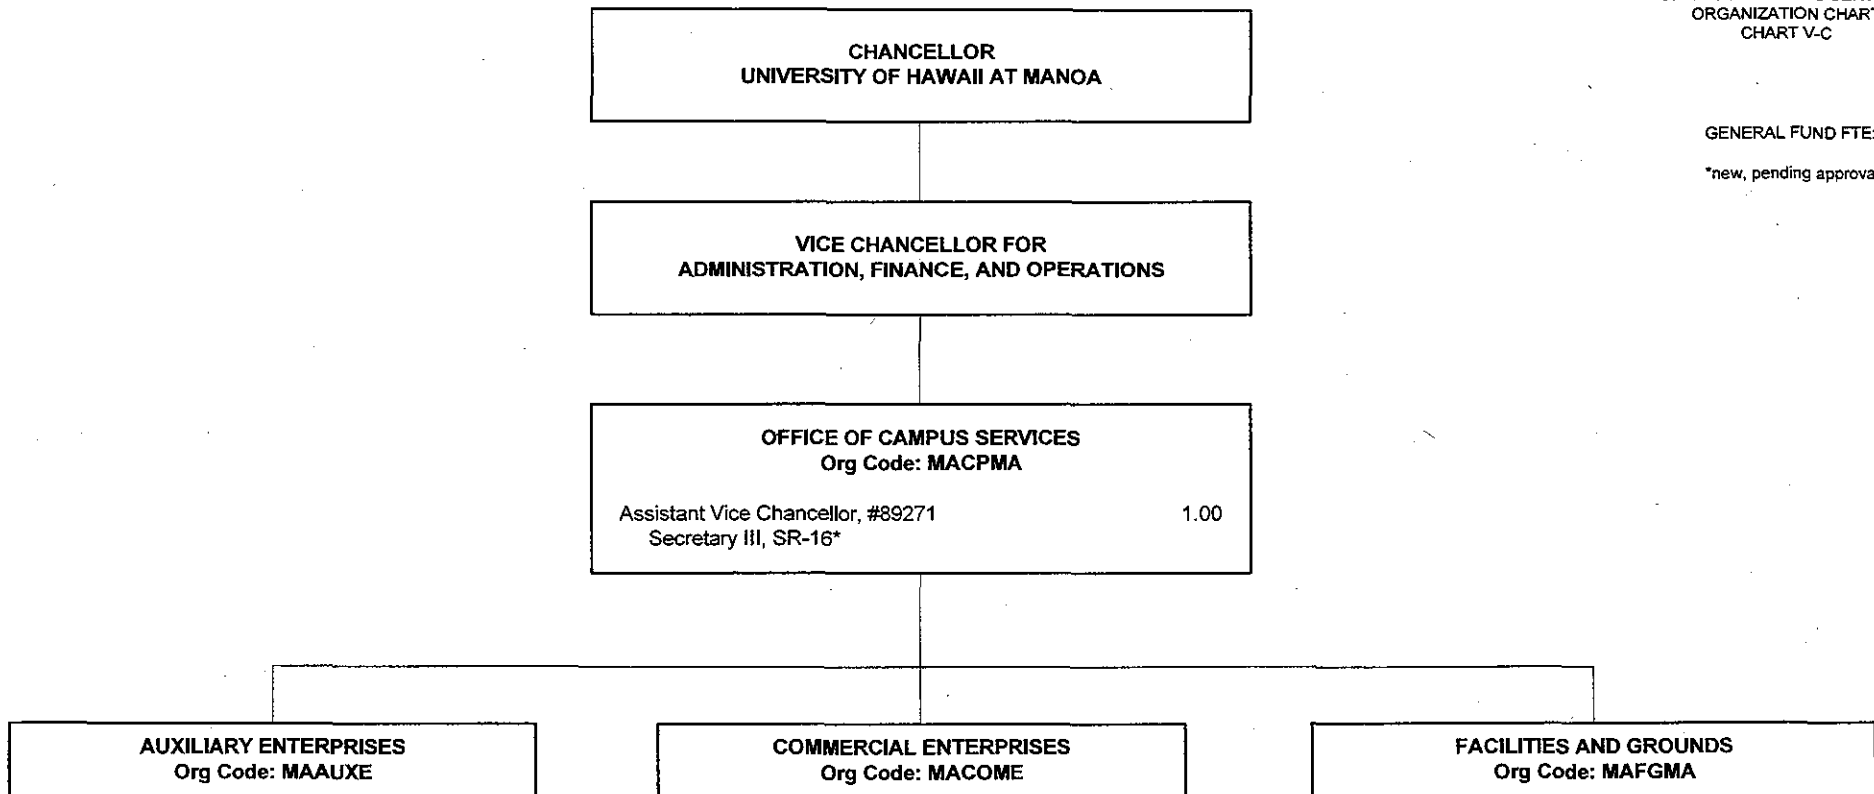 ORGANIZATION CHART
CHART V-C
CHANCELLOR
UNIVERSITY OF HAWAII AT MANOA
GENERAL FUND FTE:
*new, pending approva
VICE CHANCELLOR FOR
ADMINISTRATION, FINANCE, AND OPERATIONS
OFFICE OF CAMPUS SERVICES
Org Code: MACPMA
Assistant Vice Chancellor, #89271 1.00
Secretary III, SR-16*
AUXILIARY ENTERPRISES
Org Code: MAAUXE
COMMERCIAL ENTERPRISES
Org Code: MACOME
FACILITIES AND GROUNDS
Org Code: MAFGMA